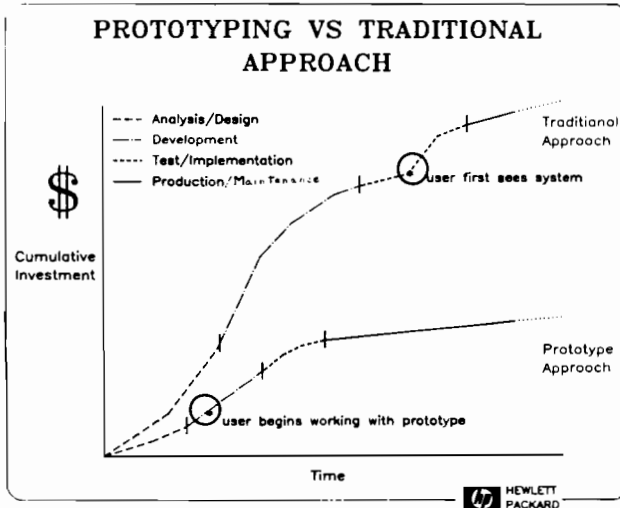 PROTOTYPING VS TRADITIONAL
APPROACH
Analysis/Design
Development
Test/Implementation
Production/Maintenance
Traditional
Approach
user first sees system
$
Cumulative
Investment
Prototype
Approach
user begins working with prototype
Time
hp HEWLETT
PACKARD